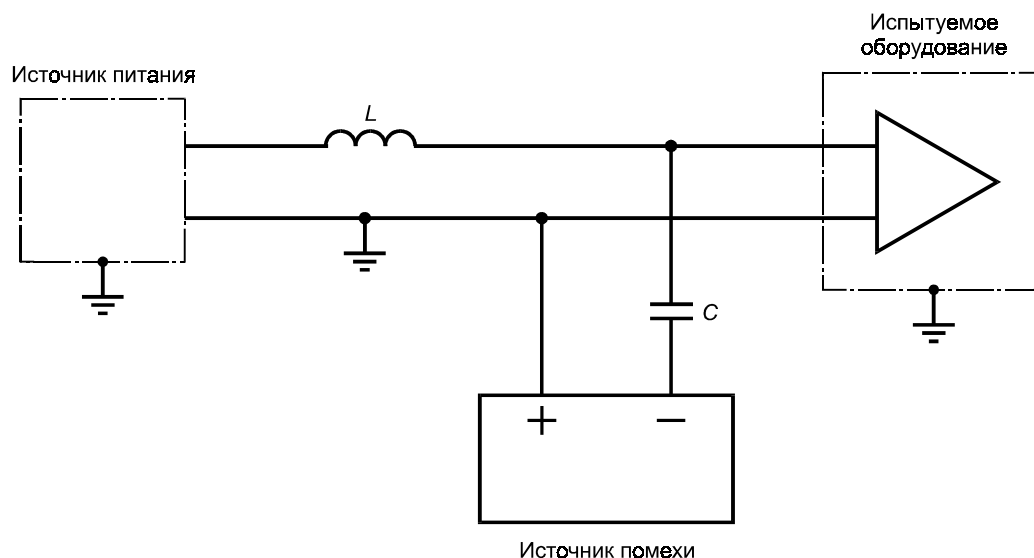 Испытуемое
оборудование
Источник питания
L
C
+ −
Источник помехи